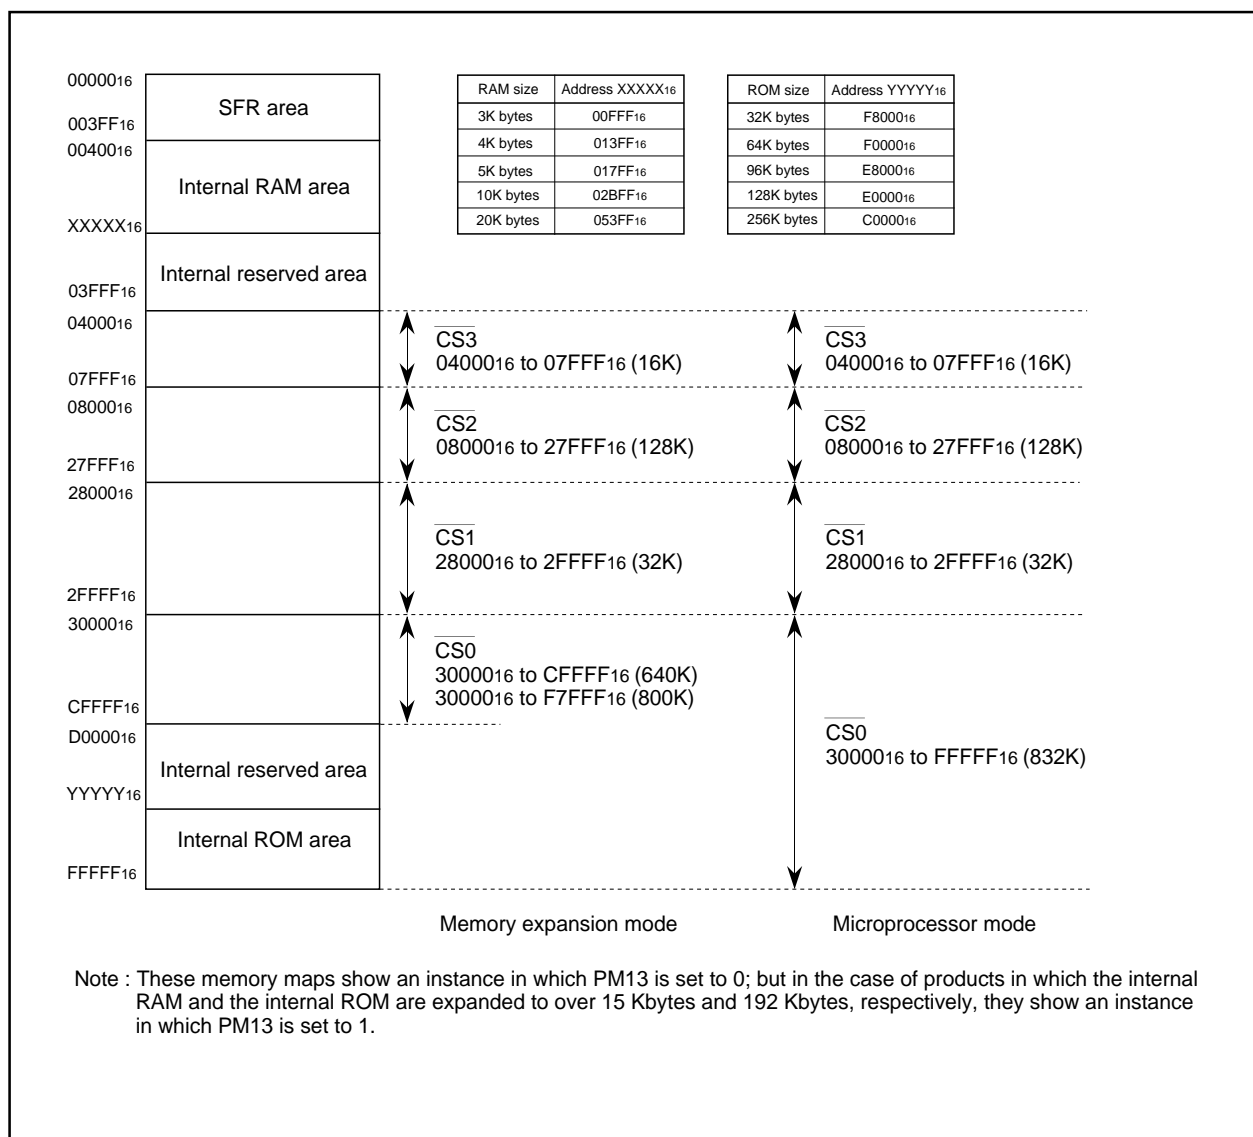 0000016
SFR area
003FF16
0040016
Internal RAM area
XXXXX16
Internal reserved area
03FFF16
0400016
07FFF16
0800016
27FFF16
2800016
2FFFF16
3000016
CFFFF16
D000016
Internal reserved area
YYYYY16
Internal ROM area
FFFFF16
RAM size Address XXXXX16
3K bytes 00FFF16
4K bytes 013FF16
5K bytes 017FF16
10K bytes 02BFF16
20K bytes 053FF16
ROM size Address YYYYY16
32K bytes F800016
64K bytes F000016
96K bytes E800016
128K bytes E000016
256K bytes C000016
CS3
0400016 to 07FFF16 (16K)
CS2
0800016 to 27FFF16 (128K)
CS1
2800016 to 2FFFF16 (32K)
CS0
3000016 to CFFFF16 (640K)
3000016 to F7FFF16 (800K)
Memory expansion mode
CS3
0400016 to 07FFF16 (16K)
CS2
0800016 to 27FFF16 (128K)
CS1
2800016 to 2FFFF16 (32K)
CS0
3000016 to FFFFF16 (832K)
Microprocessor mode
Note : These memory maps show an instance in which PM13 is set to 0; but in the case of products in which the internal
RAM and the internal ROM are expanded to over 15 Kbytes and 192 Kbytes, respectively, they show an instance
in which PM13 is set to 1.